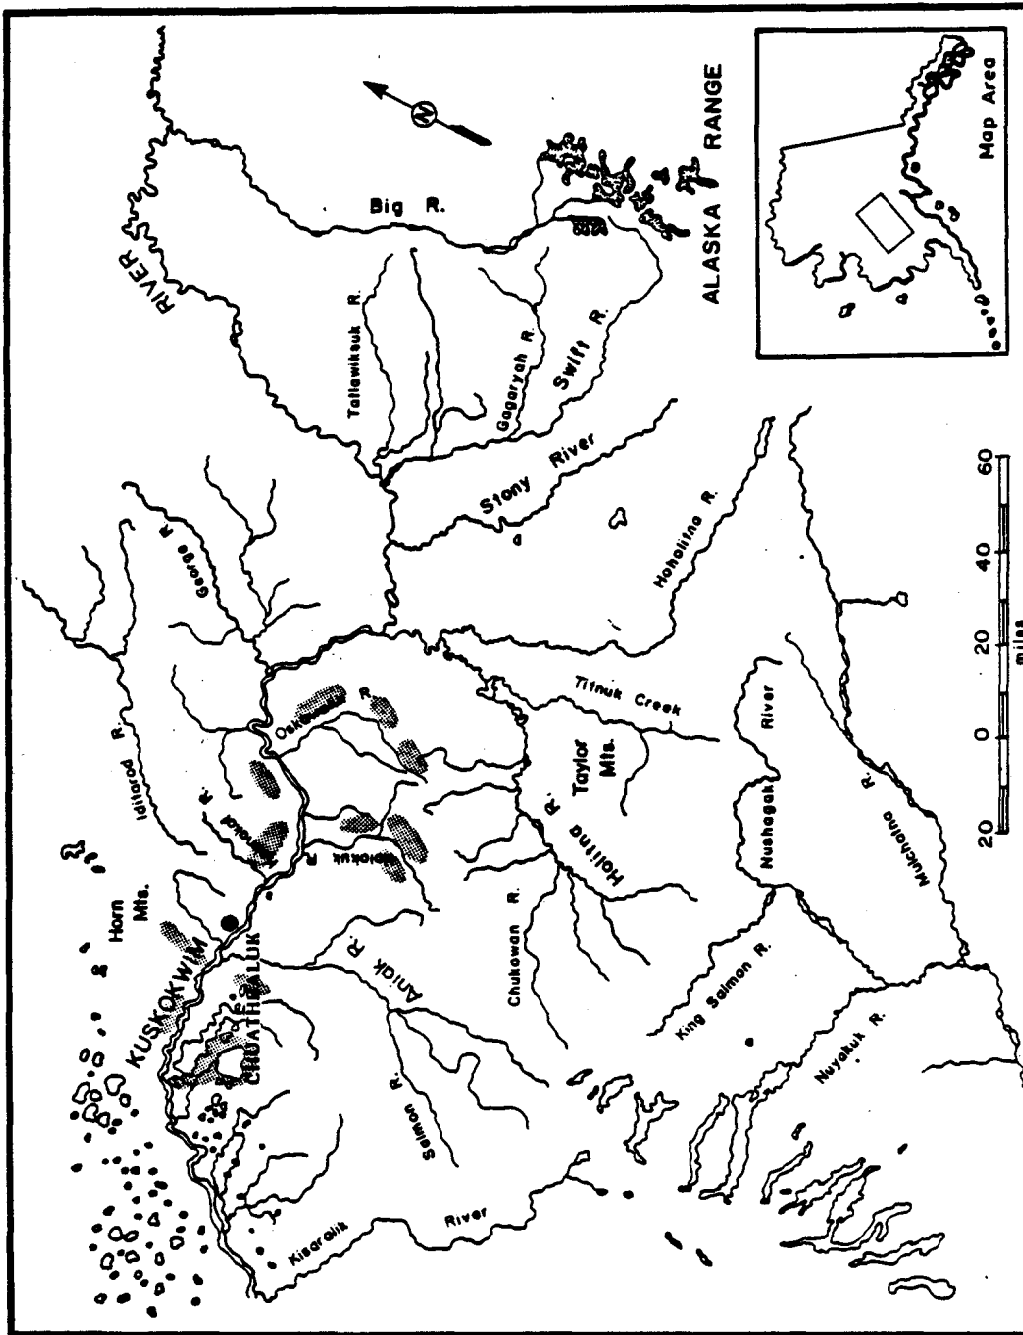 KUSKOKWIM
RIVER
Big R.
N
ALASKA RANGE
Map Area
Tatlawiksuk R.
Gagaryah R.
Swift R.
Stony River
Hoholitna R.
George R.
Iditarod R.
Horn
Mts.
R.
CHUATHBALUK
Aniak R.
Salmon R.
Kisaralik River
Titnuk Creek
Taylor
Mts.
Holitna R.
Chukowan R.
Nushagak River
Mulchatna R.
King Salmon R.
Nuyakuk R.
20 0 20 40 60
miles